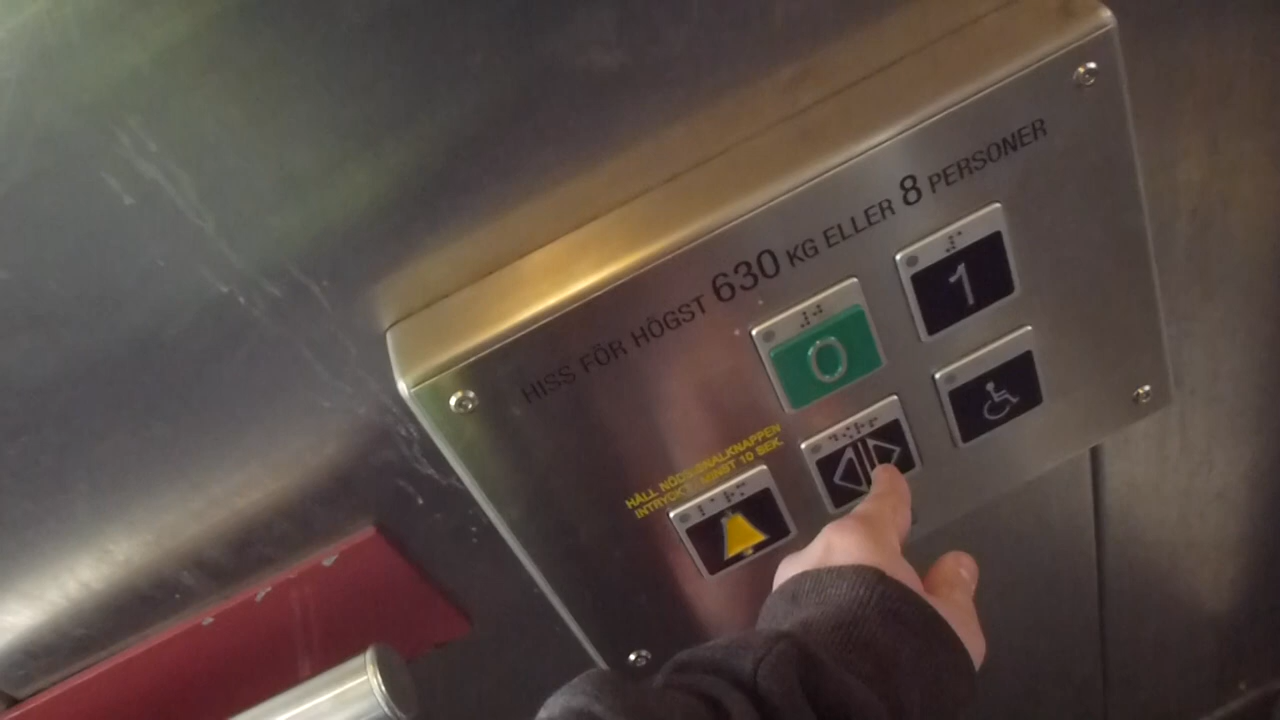 HISS FÖR HÖGST 630 KG ELLER 8 PERSONER
1
0
HÅLL NÖDSIGNALKNAPPEN
INTRYCKT MINST 10 SEK.